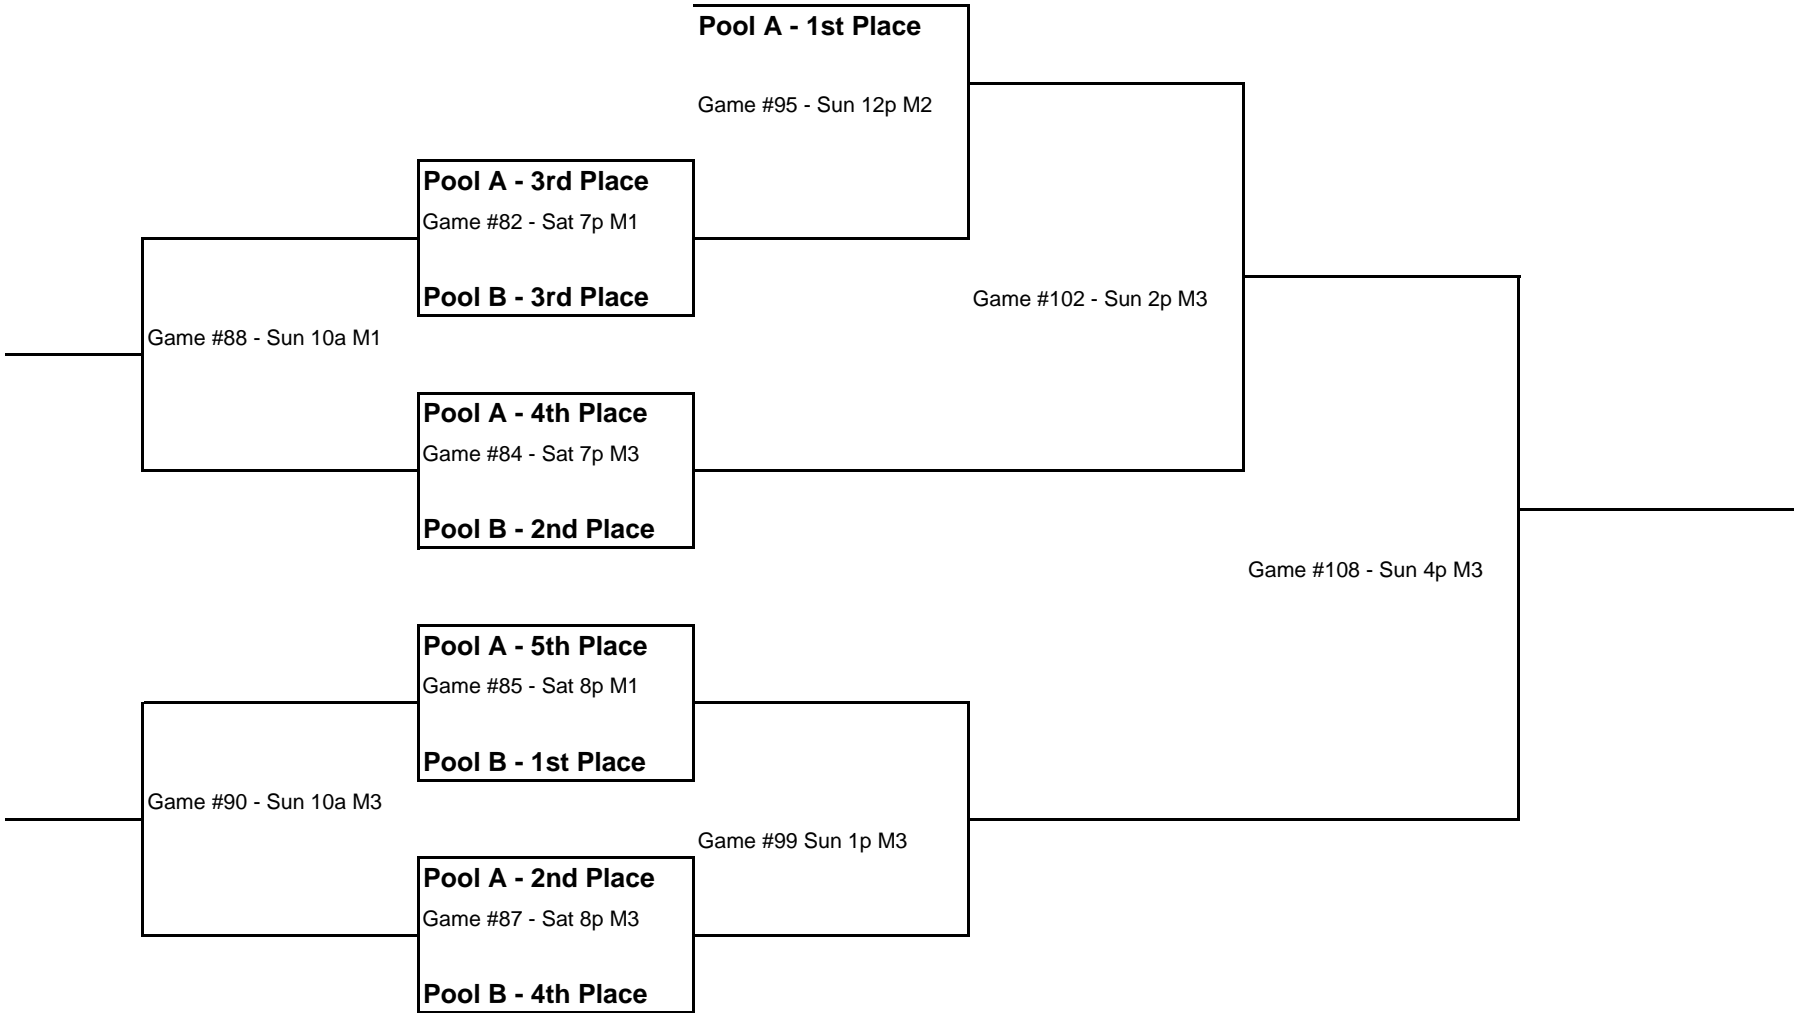 Pool A - 1st Place
Game #95 - Sun 12p M2
Pool A - 3rd Place
Game #82 - Sat 7p M1
Pool B - 3rd Place
Game #102 - Sun 2p M3
Game #88 - Sun 10a M1
Pool A - 4th Place
Game #84 - Sat 7p M3
Pool B - 2nd Place
Game #108 - Sun 4p M3
Pool A - 5th Place
Game #85 - Sat 8p M1
Pool B - 1st Place
Game #90 - Sun 10a M3
Game #99 Sun 1p M3
Pool A - 2nd Place
Game #87 - Sat 8p M3
Pool B - 4th Place